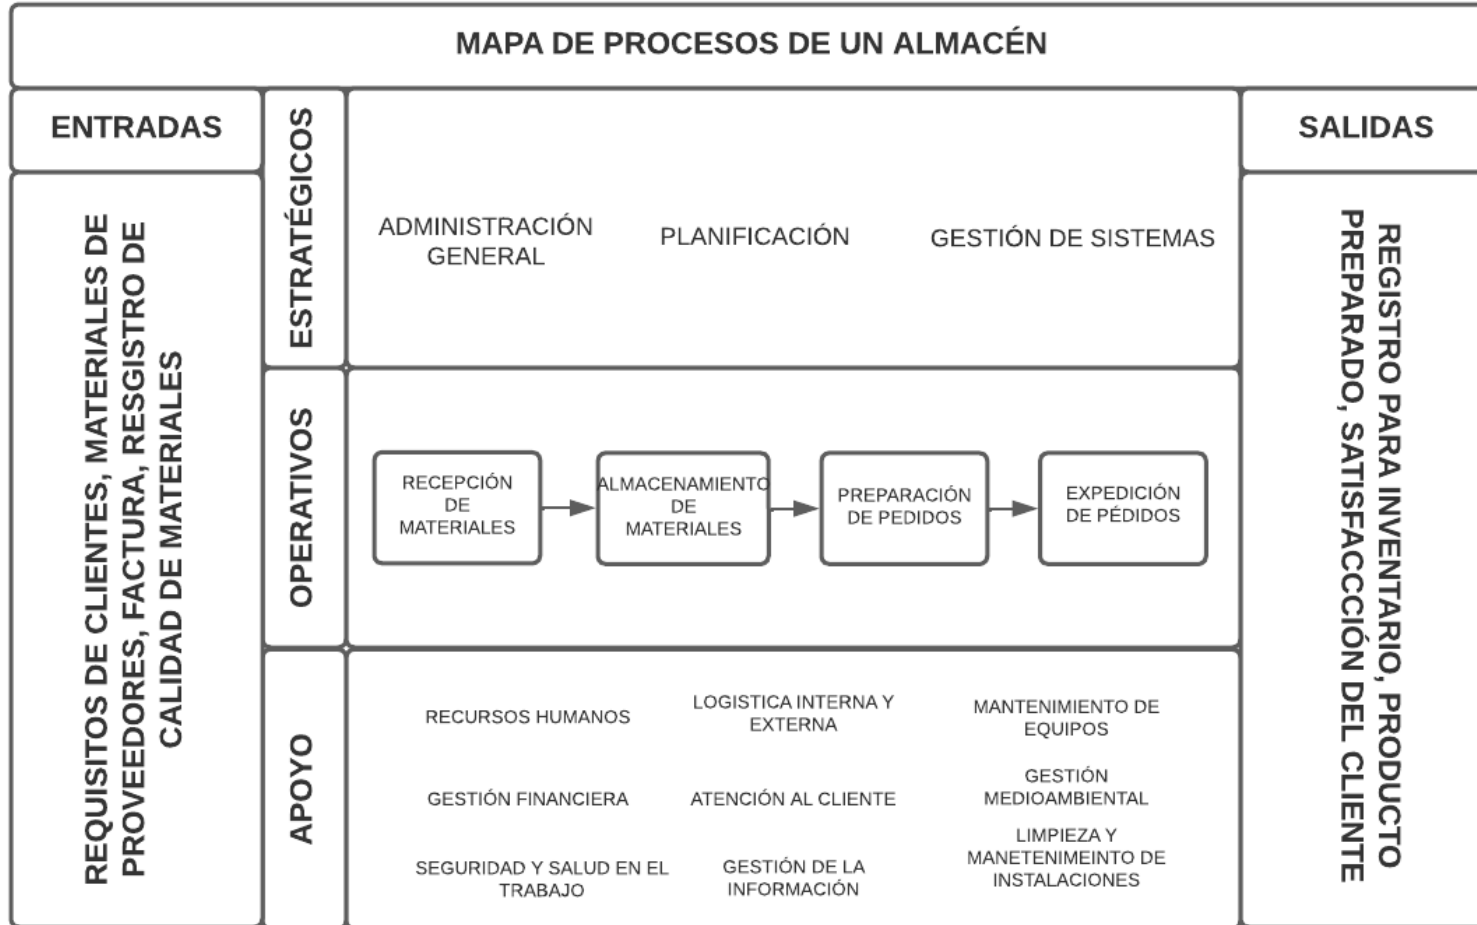 MAPA DE PROCESOS DE UN ALMACÉN
ENTRADAS
REQUISITOS DE CLIENTES, MATERIALES DE
PROVEEDORES, FACTURA, RESGISTRO DE
CALIDAD DE MATERIALES
ESTRATÉGICOS
ADMINISTRACIÓN
GENERAL
PLANIFICACIÓN
GESTIÓN DE SISTEMAS
OPERATIVOS
RECEPCIÓN
DE
MATERIALES
ALMACENAMIENTO
DE
MATERIALES
PREPARACIÓN
DE PEDIDOS
EXPEDICIÓN
DE PÉDIDOS
APOYO
RECURSOS HUMANOS
LOGISTICA INTERNA Y
EXTERNA
MANTENIMIENTO DE
EQUIPOS
GESTIÓN FINANCIERA
ATENCIÓN AL CLIENTE
GESTIÓN
MEDIOAMBIENTAL
SEGURIDAD Y SALUD EN EL
TRABAJO
GESTIÓN DE LA
INFORMACIÓN
LIMPIEZA Y
MANETENIMEINTO DE
INSTALACIONES
SALIDAS
REGISTRO PARA INVENTARIO, PRODUCTO
PREPARADO, SATISFACCCIÓN DEL CLIENTE